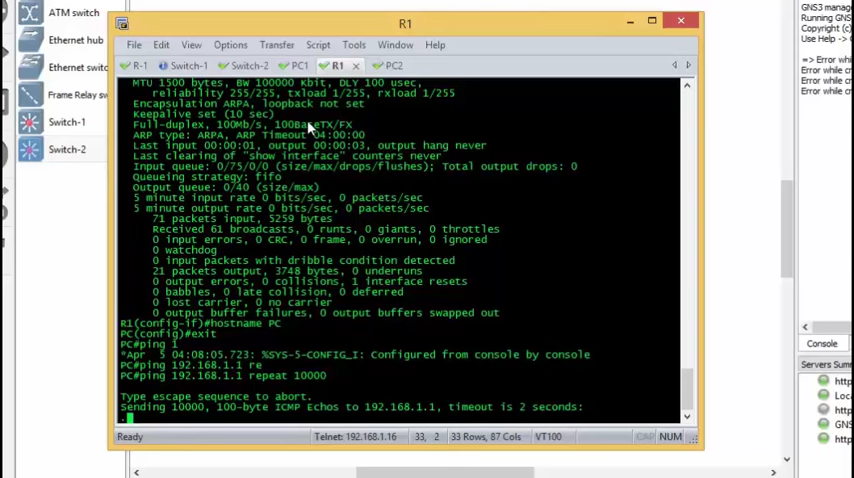 ATM switch
Ethernet hub
Ethernet switc
Frame Relay sw
Switch-1
Switch-2
R1
File Edit View Options Transfer Script Tools Window Help
R-1 Switch-1 Switch-2 PC1 R1 PC2
MTU 1500 bytes, BW 100000 Kbit, DLY 100 usec,
reliability 255/255, txload 1/255, rxload 1/255
Encapsulation ARPA, loopback not set
Keepalive set (10 sec)
Full-duplex, 100Mb/s, 100BaseTX/FX
ARP type: ARPA, ARP Timeout 04:00:00
Last input 00:00:01, output 00:00:03, output hang never
Last clearing of "show interface" counters never
Input queue: 0/75/0/0 (size/max/drops/flushes); Total output drops: 0
Queueing strategy: fifo
Output queue: 0/40 (size/max)
5 minute input rate 0 bits/sec, 0 packets/sec
5 minute output rate 0 bits/sec, 0 packets/sec
71 packets input, 5259 bytes
Received 61 broadcasts, 0 runts, 0 giants, 0 throttles
0 input errors, 0 CRC, 0 frame, 0 overrun, 0 ignored
0 watchdog
0 input packets with dribble condition detected
21 packets output, 3748 bytes, 0 underruns
0 output errors, 0 collisions, 1 interface resets
0 babbles, 0 late collision, 0 deferred
0 lost carrier, 0 no carrier
0 output buffer failures, 0 output buffers swapped out
R1(config-if)#hostname PC
PC(config)#exit
PC#ping 1
*Apr 5 04:08:05.723: %SYS-5-CONFIG_I: Configured from console by console
PC#ping 192.168.1.1 re
PC#ping 192.168.1.1 repeat 10000
Type escape sequence to abort.
Sending 10000, 100-byte ICMP Echos to 192.168.1.1, timeout is 2 seconds:
.
Ready Telnet: 192.168.1.16 33, 2 33 Rows, 87 Cols VT100 CAP NUM
GNS3 manag
Running GNS
Copyright (c)
Use Help ->
=> Error whi
Error while cr
Error while cr
Console
Servers Summ
http
Loca
http
GNS
http